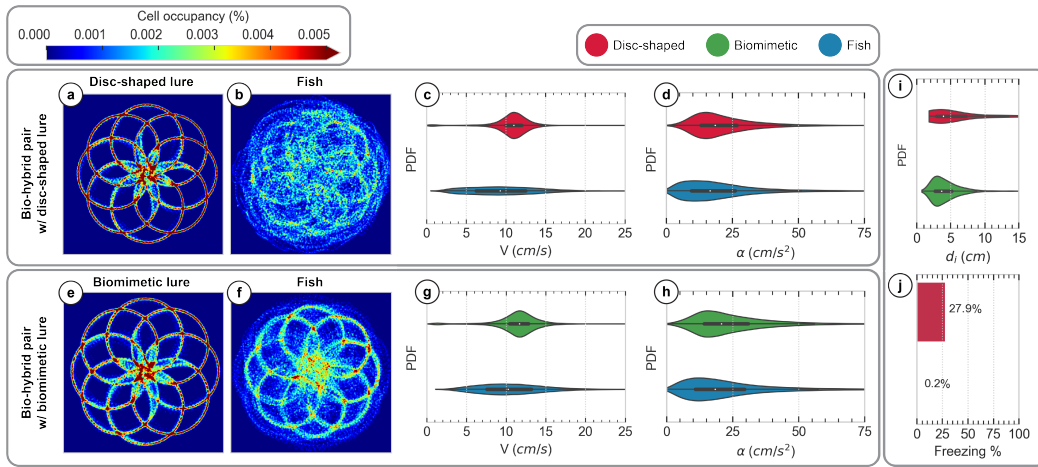 Cell occupancy (%)
0.000 0.001 0.002 0.003 0.004 0.005
Disc-shaped Biomimetic Fish
Bio-hybrid pair
w/ disc-shaped lure
a Disc-shaped lure
b Fish
c
PDF
0 5 10 15 20 25
V (cm/s)
d
PDF
0 25 50 75
α (cm/s²)
Bio-hybrid pair
w/ biomimetic lure
e Biomimetic lure
f Fish
g
PDF
0 5 10 15 20 25
V (cm/s)
h
PDF
0 25 50 75
α (cm/s²)
i
PDF
0 5 10 15
dᵢ (cm)
j
27.9%
0.2%
0 25 50 75 100
Freezing %